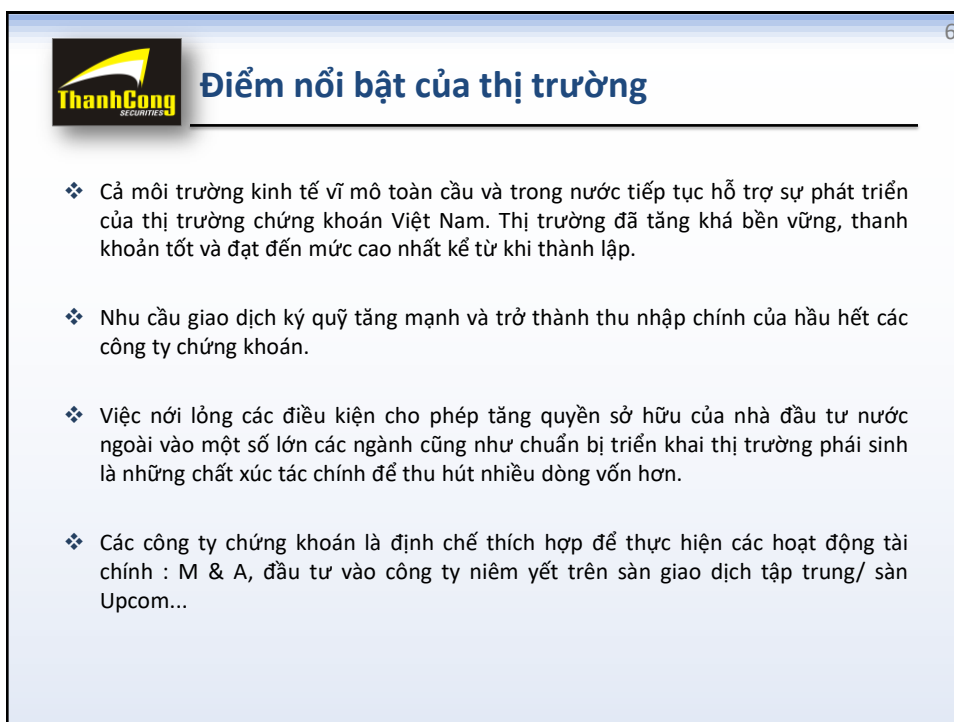 6
ThanhCong
SECURITIES
Điểm nổi bật của thị trường
❖ Cả môi trường kinh tế vĩ mô toàn cầu và trong nước tiếp tục hỗ trợ sự phát triển
của thị trường chứng khoán Việt Nam. Thị trường đã tăng khá bền vững, thanh
khoản tốt và đạt đến mức cao nhất kể từ khi thành lập.
❖ Nhu cầu giao dịch ký quỹ tăng mạnh và trở thành thu nhập chính của hầu hết các
công ty chứng khoán.
❖ Việc nới lỏng các điều kiện cho phép tăng quyền sở hữu của nhà đầu tư nước
ngoài vào một số lớn các ngành cũng như chuẩn bị triển khai thị trường phái sinh
là những chất xúc tác chính để thu hút nhiều dòng vốn hơn.
❖ Các công ty chứng khoán là định chế thích hợp để thực hiện các hoạt động tài
chính : M & A, đầu tư vào công ty niêm yết trên sàn giao dịch tập trung/ sàn
Upcom...